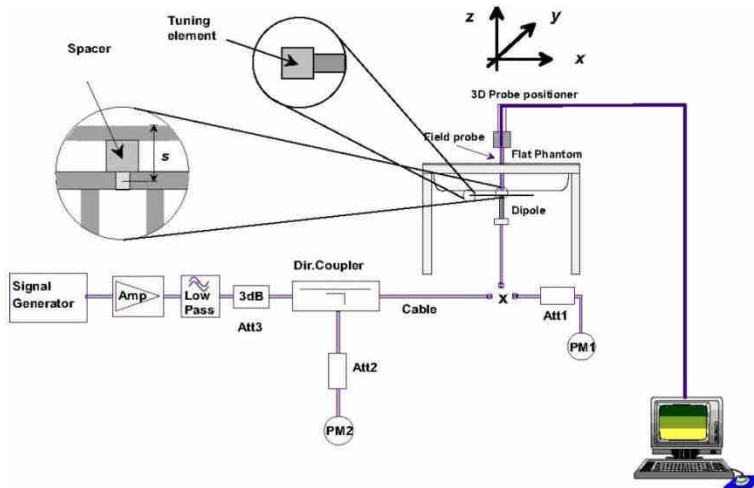 Tuning
element
Spacer
z
y
x
s
3D Probe positioner
Field probe
Flat Phantom
Dipole
Dir.Coupler
Signal
Generator
Amp
Low
Pass
3dB
Att3
Cable
x
Att1
PM1
Att2
PM2